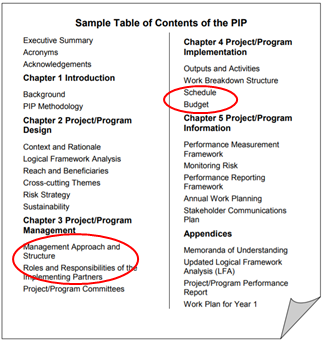 Sample Table of Contents of the PIP
Executive Summary
Acronyms
Acknowledgements
Chapter 1 Introduction
Background
PIP Methodology
Chapter 2 Project/Program
Design
Context and Rationale
Logical Framework Analysis
Reach and Beneficiaries
Cross-cutting Themes
Risk Strategy
Sustainability
Chapter 3 Project/Program
Management
Management Approach and
Structure
Roles and Responsibilities of the
Implementing Partners
Project/Program Committees
Chapter 4 Project/Program
Implementation
Outputs and Activities
Work Breakdown Structure
Schedule
Budget
Chapter 5 Project/Program
Information
Performance Measurement
Framework
Monitoring Risk
Performance Reporting
Framework
Annual Work Planning
Stakeholder Communications
Plan
Appendices
Memoranda of Understanding
Updated Logical Framework
Analysis (LFA)
Project/Program Performance
Report
Work Plan for Year 1